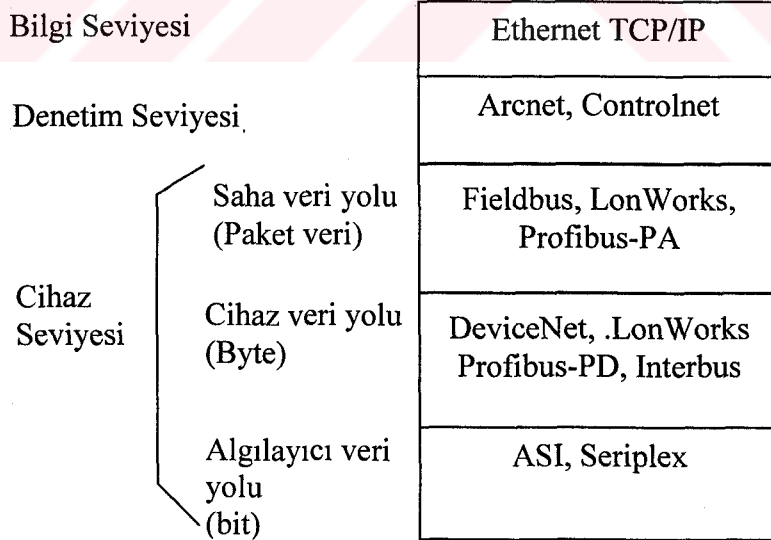 Bilgi Seviyesi
Ethernet TCP/IP
Denetim Seviyesi
Arcnet, Controlnet
Cihaz
Seviyesi
Saha veri yolu
(Paket veri)
Fieldbus, LonWorks,
Profibus-PA
Cihaz veri yolu
(Byte)
DeviceNet, .LonWorks
Profibus-PD, Interbus
Algılayıcı veri
yolu
(bit)
ASI, Seriplex